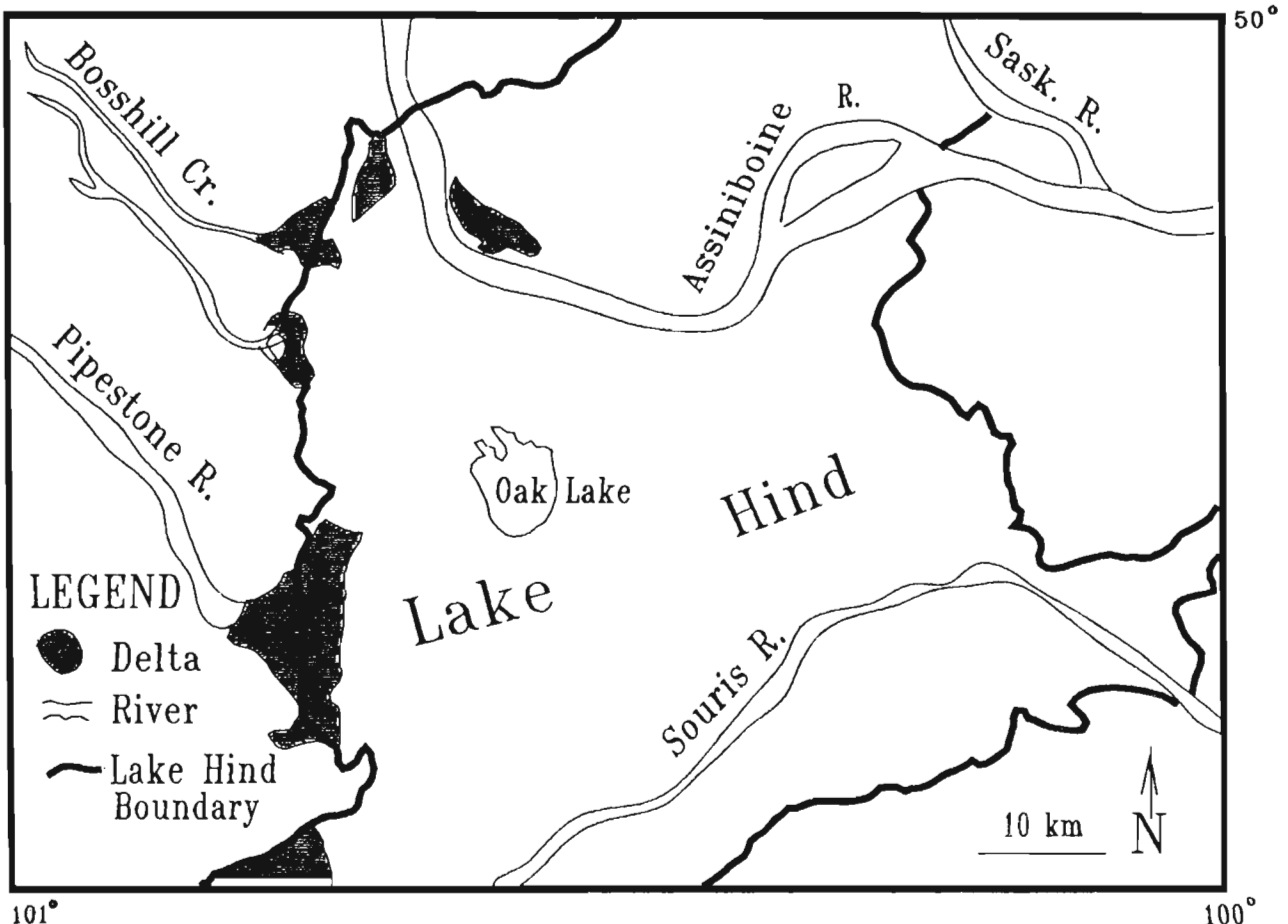 50°
Bosshill Cr.
Assiniboine R.
Sask. R.
Pipestone R.
Oak Lake
Lake Hind
Souris R.
LEGEND
Delta
River
Lake Hind
Boundary
10 km
N
101°
100°